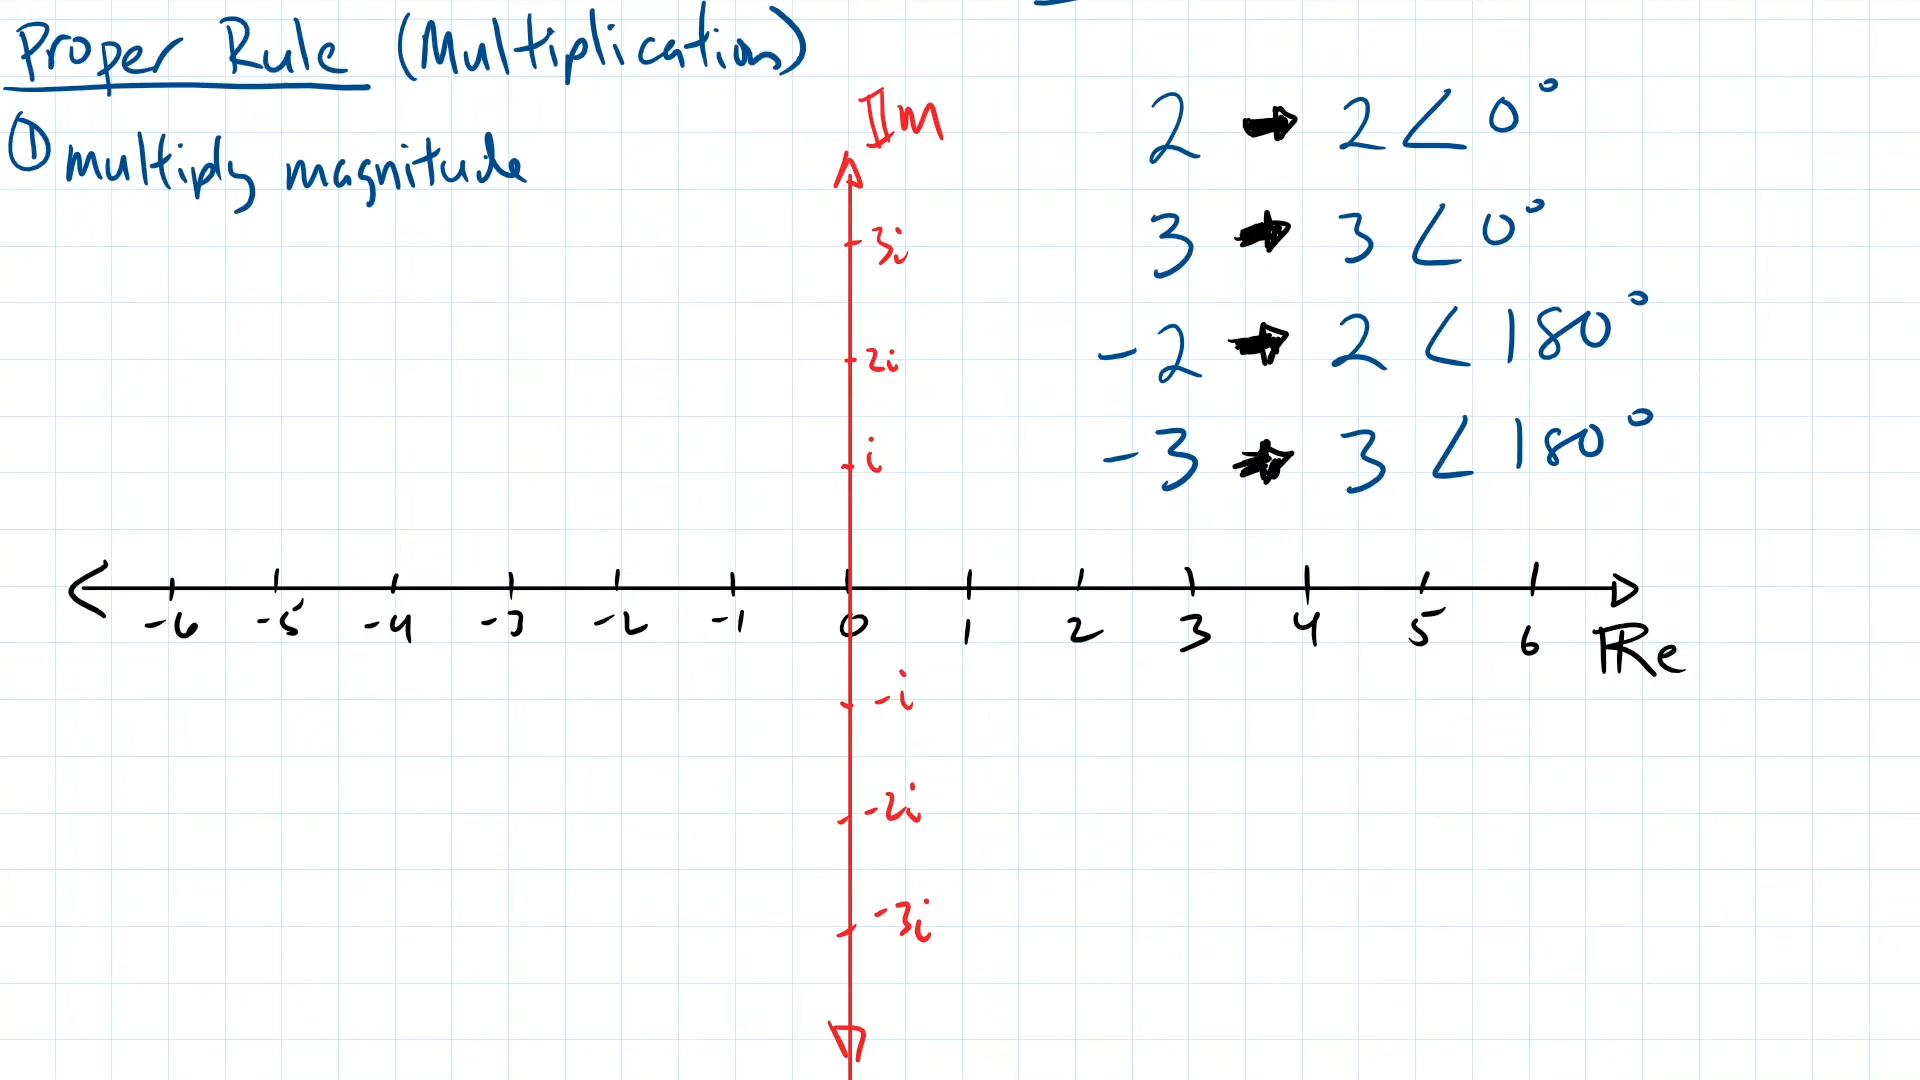 Proper Rule (Multiplication)
① multiply magnitude
Im
3i
2i
i
-i
-2i
-3i
2 → 2 < 0°
3 → 3 < 0°
-2 → 2 < 180°
-3 → 3 < 180°
-6 -5 -4 -3 -2 -1 0 1 2 3 4 5 6 Re